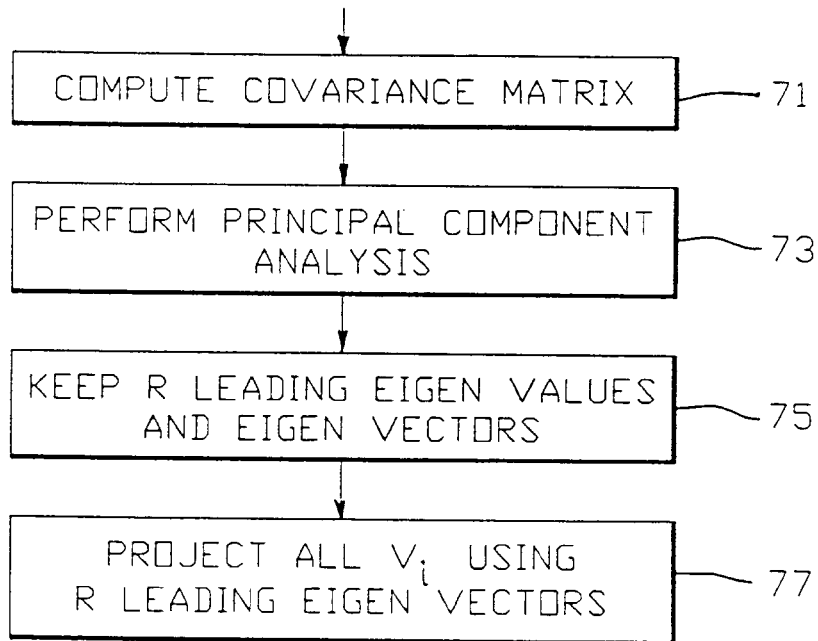 COMPUTE COVARIANCE MATRIX
71
PERFORM PRINCIPAL COMPONENT
ANALYSIS
73
KEEP R LEADING EIGEN VALUES
AND EIGEN VECTORS
75
PROJECT ALL Vi USING
R LEADING EIGEN VECTORS
77